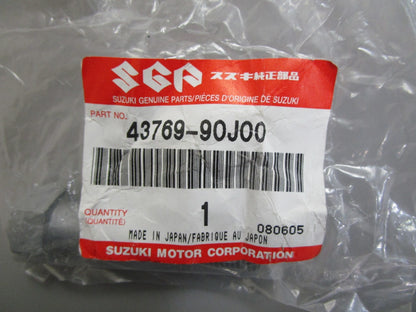 SGP スズキ純正部品
SUZUKI GENUINE PARTS/PIÈCES D'ORIGINE DE SUZUKI
PART NO.
43769-90J00
QUANTITY
(QUANTITÉ)
1
080605
MADE IN JAPAN/FABRIQUE AU JAPON
SUZUKI MOTOR CORPORATION